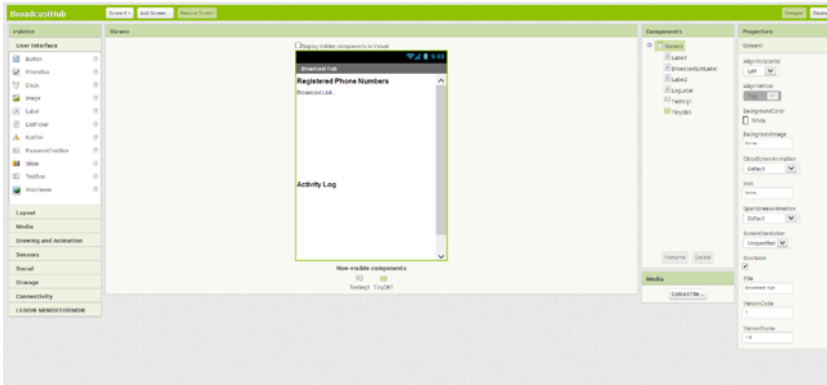 BroadcastHub
Screen1
Add Screen ...
Remove Screen
Designer
Blocks
Palette
User Interface
Button
CheckBox
Clock
Image
Label
ListPicker
Notifier
PasswordTextBox
Slider
TextBox
WebViewer
Layout
Media
Drawing and Animation
Sensors
Social
Storage
Connectivity
LEGO® MINDSTORMS®
Viewer
Display hidden components in Viewer
9:48
Broadcast Hub
Registered Phone Numbers
BroadcastList...
Activity Log
Non-visible components
Texting1 TinyDB1
Components
Screen1
Label1
BroadcastListLabel
Label2
LogLabel
Texting1
TinyDB1
Rename Delete
Media
Upload File ...
Properties
Screen1
AlignHorizontal
Left
AlignVertical
Top
BackgroundColor
White
BackgroundImage
None...
CloseScreenAnimation
Default
Icon
None...
OpenScreenAnimation
Default
ScreenOrientation
Unspecified
Scrollable
Title
Broadcast Hub
VersionCode
1
VersionName
1.0